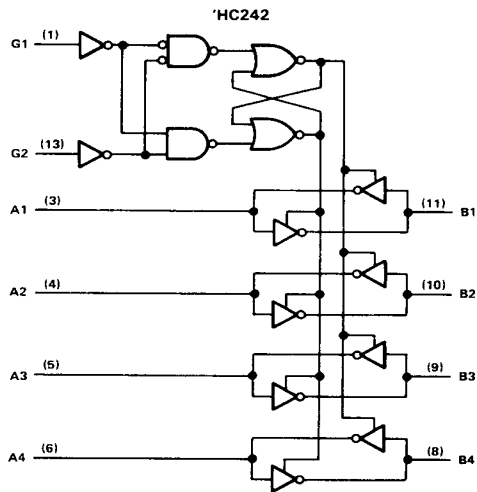 'HC242
G1 (1)
G2 (13)
A1 (3) (11) B1
A2 (4) (10) B2
A3 (5) (9) B3
A4 (6) (8) B4